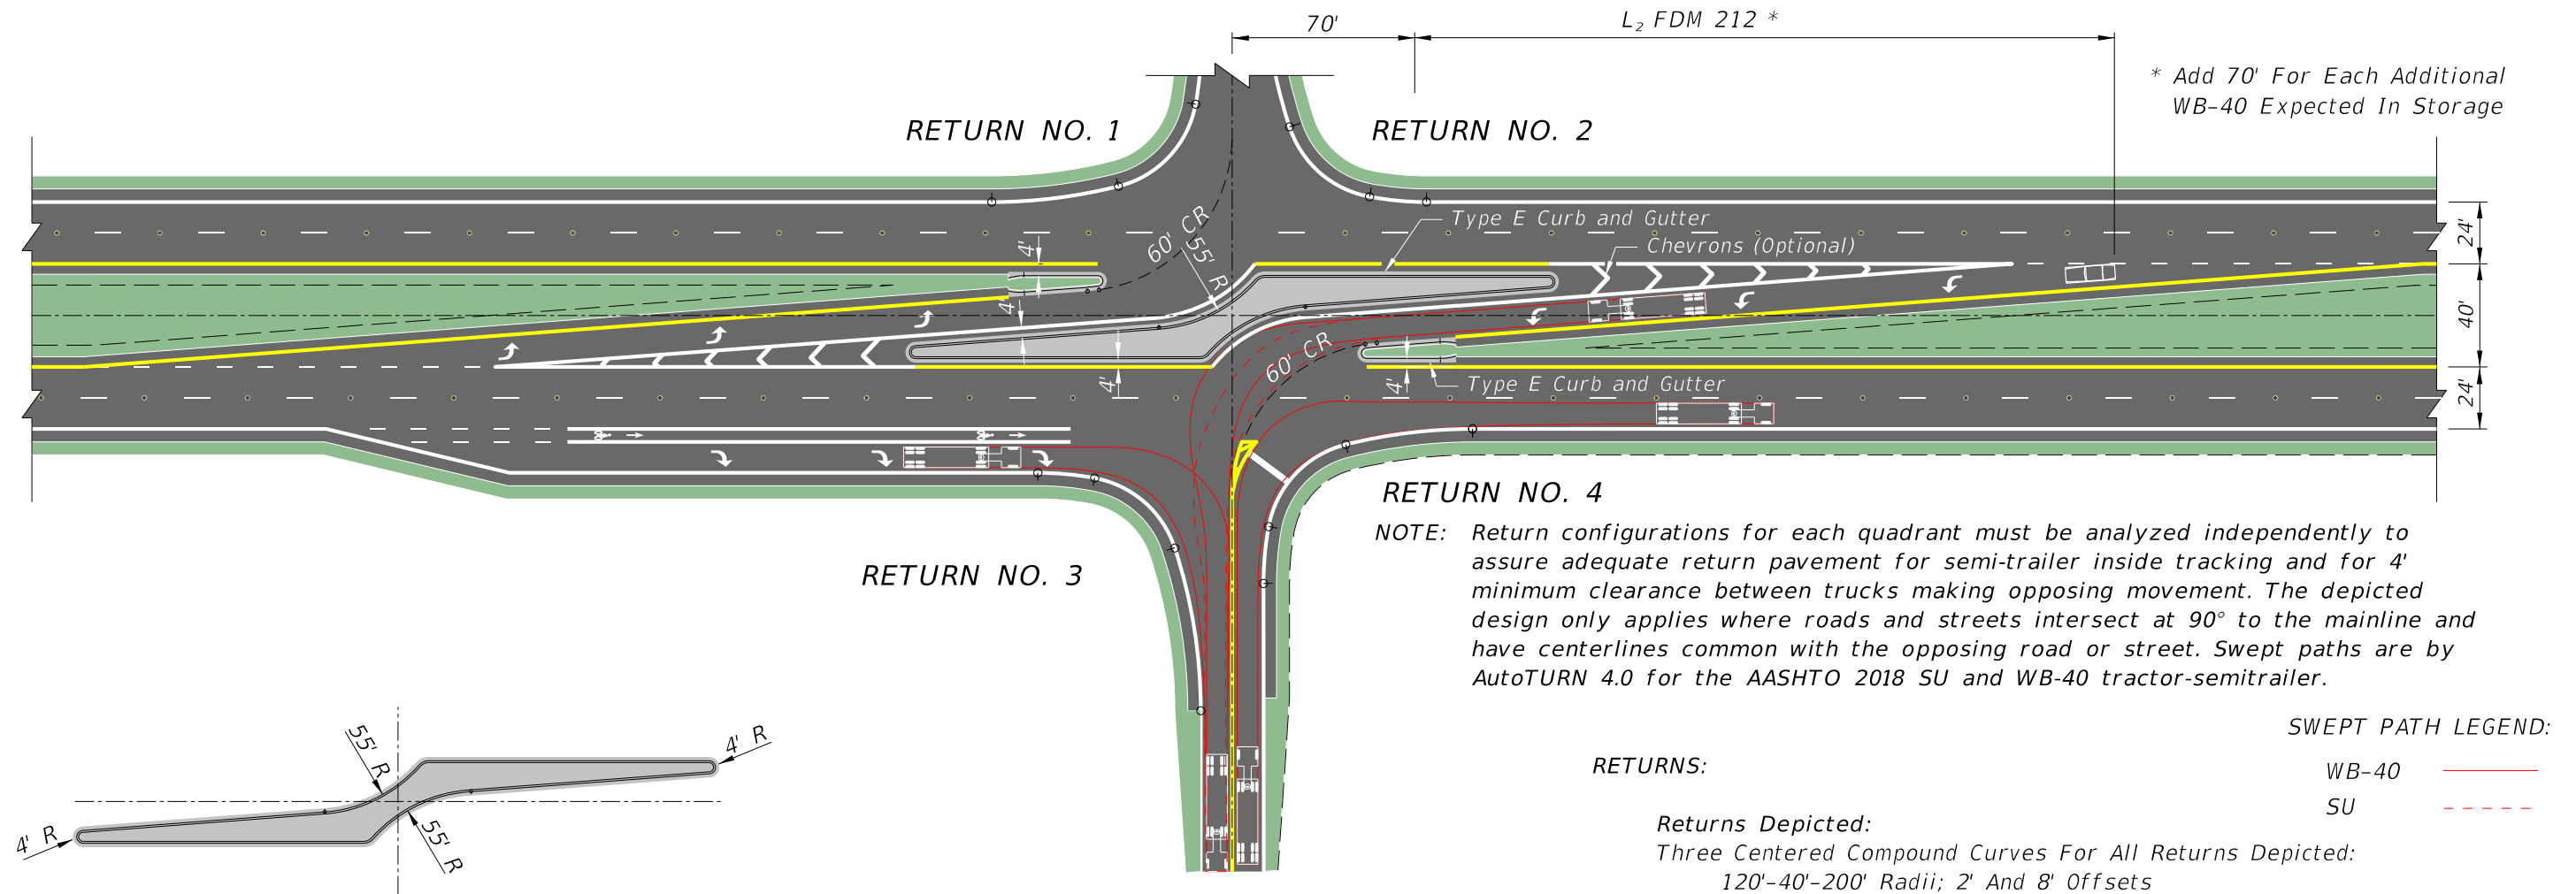 70'
L₂ FDM 212 *
* Add 70' For Each Additional
WB-40 Expected In Storage
RETURN NO. 1
RETURN NO. 2
Type E Curb and Gutter
Chevrons (Optional)
60' CR
55' R
4'
4'
4'
24'
40'
24'
60' CR
4'
Type E Curb and Gutter
RETURN NO. 3
RETURN NO. 4
NOTE: Return configurations for each quadrant must be analyzed independently to
assure adequate return pavement for semi-trailer inside tracking and for 4'
minimum clearance between trucks making opposing movement. The depicted
design only applies where roads and streets intersect at 90° to the mainline and
have centerlines common with the opposing road or street. Swept paths are by
AutoTURN 4.0 for the AASHTO 2018 SU and WB-40 tractor-semitrailer.
55' R
4' R
4' R
55' R
SWEPT PATH LEGEND:
WB-40
SU
RETURNS:
Returns Depicted:
Three Centered Compound Curves For All Returns Depicted:
120'-40'-200' Radii; 2' And 8' Offsets